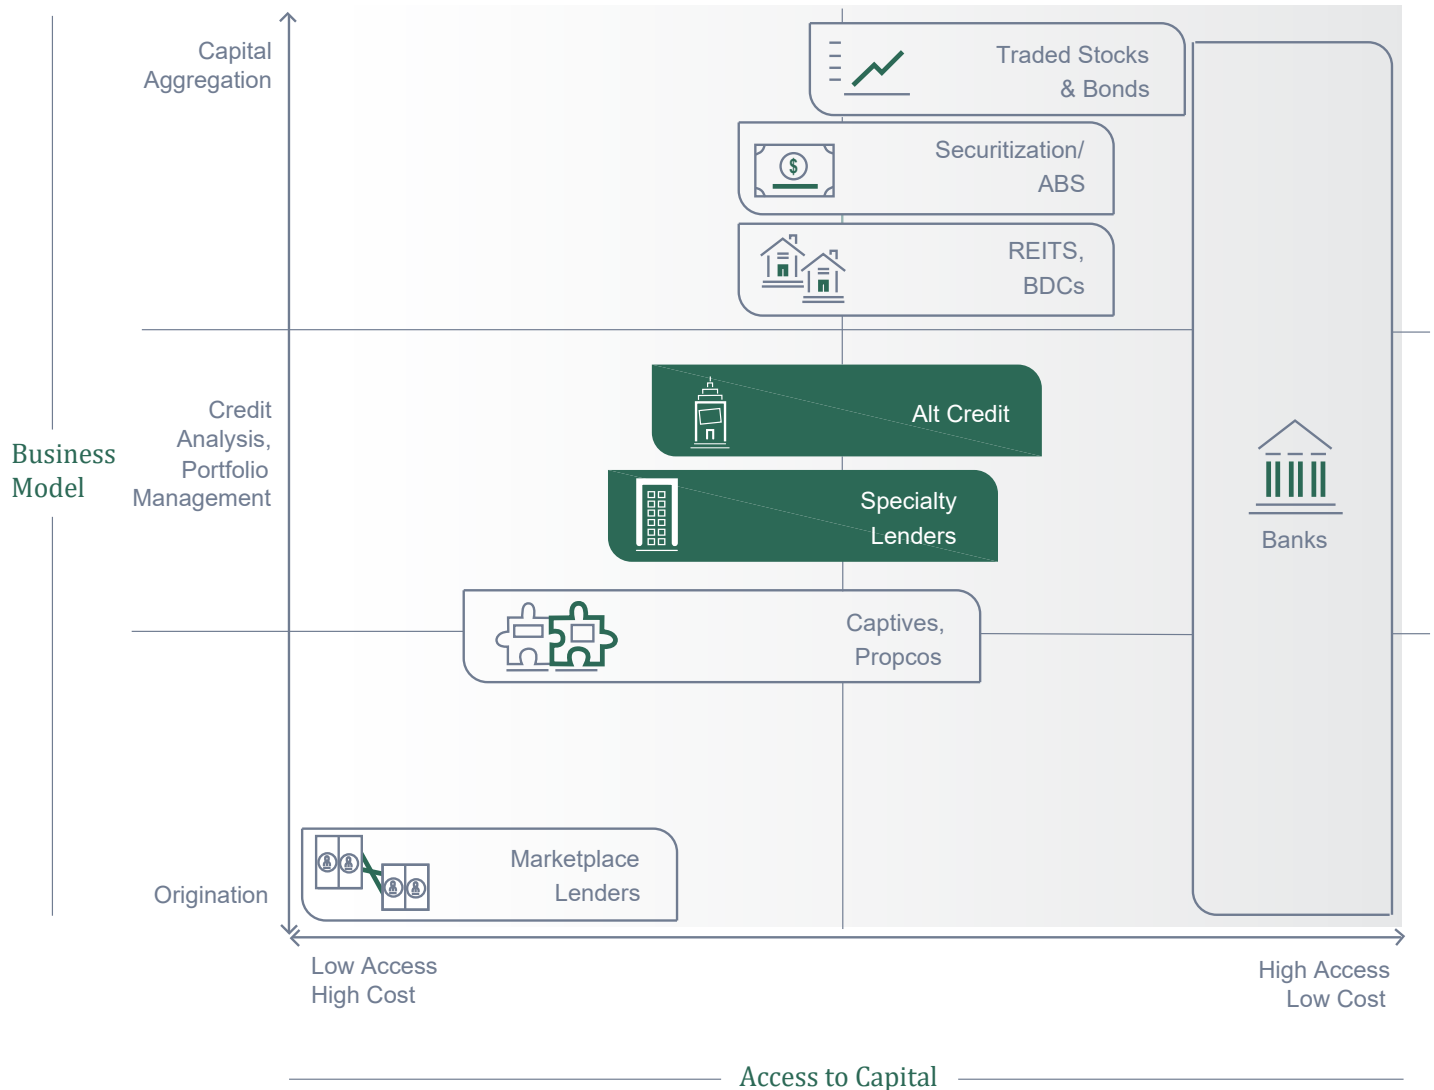 Capital
Aggregation
Traded Stocks
& Bonds
Securitization/
ABS
$
REITS,
BDCs
Credit
Analysis,
Portfolio
Management
Business
Model
Alt Credit
Specialty
Lenders
Banks
Captives,
Propcos
Marketplace
Lenders
Origination
Low Access
High Cost
High Access
Low Cost
Access to Capital